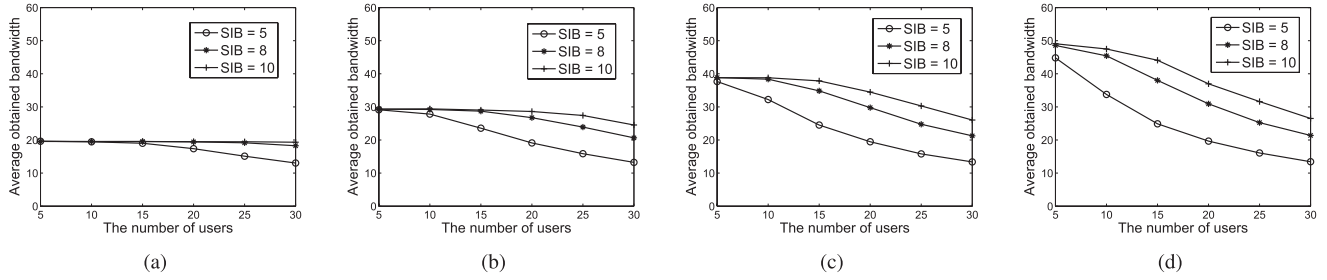 60
50
40
30
20
10
0
Average obtained bandwidth
5 10 15 20 25 30
The number of users
SIB = 5
SIB = 8
SIB = 10
(a)
60
50
40
30
20
10
0
Average obtained bandwidth
5 10 15 20 25 30
The number of users
SIB = 5
SIB = 8
SIB = 10
(b)
60
50
40
30
20
10
0
Average obtained bandwidth
5 10 15 20 25 30
The number of users
SIB = 5
SIB = 8
SIB = 10
(c)
60
50
40
30
20
10
0
Average obtained bandwidth
5 10 15 20 25 30
The number of users
SIB = 5
SIB = 8
SIB = 10
(d)